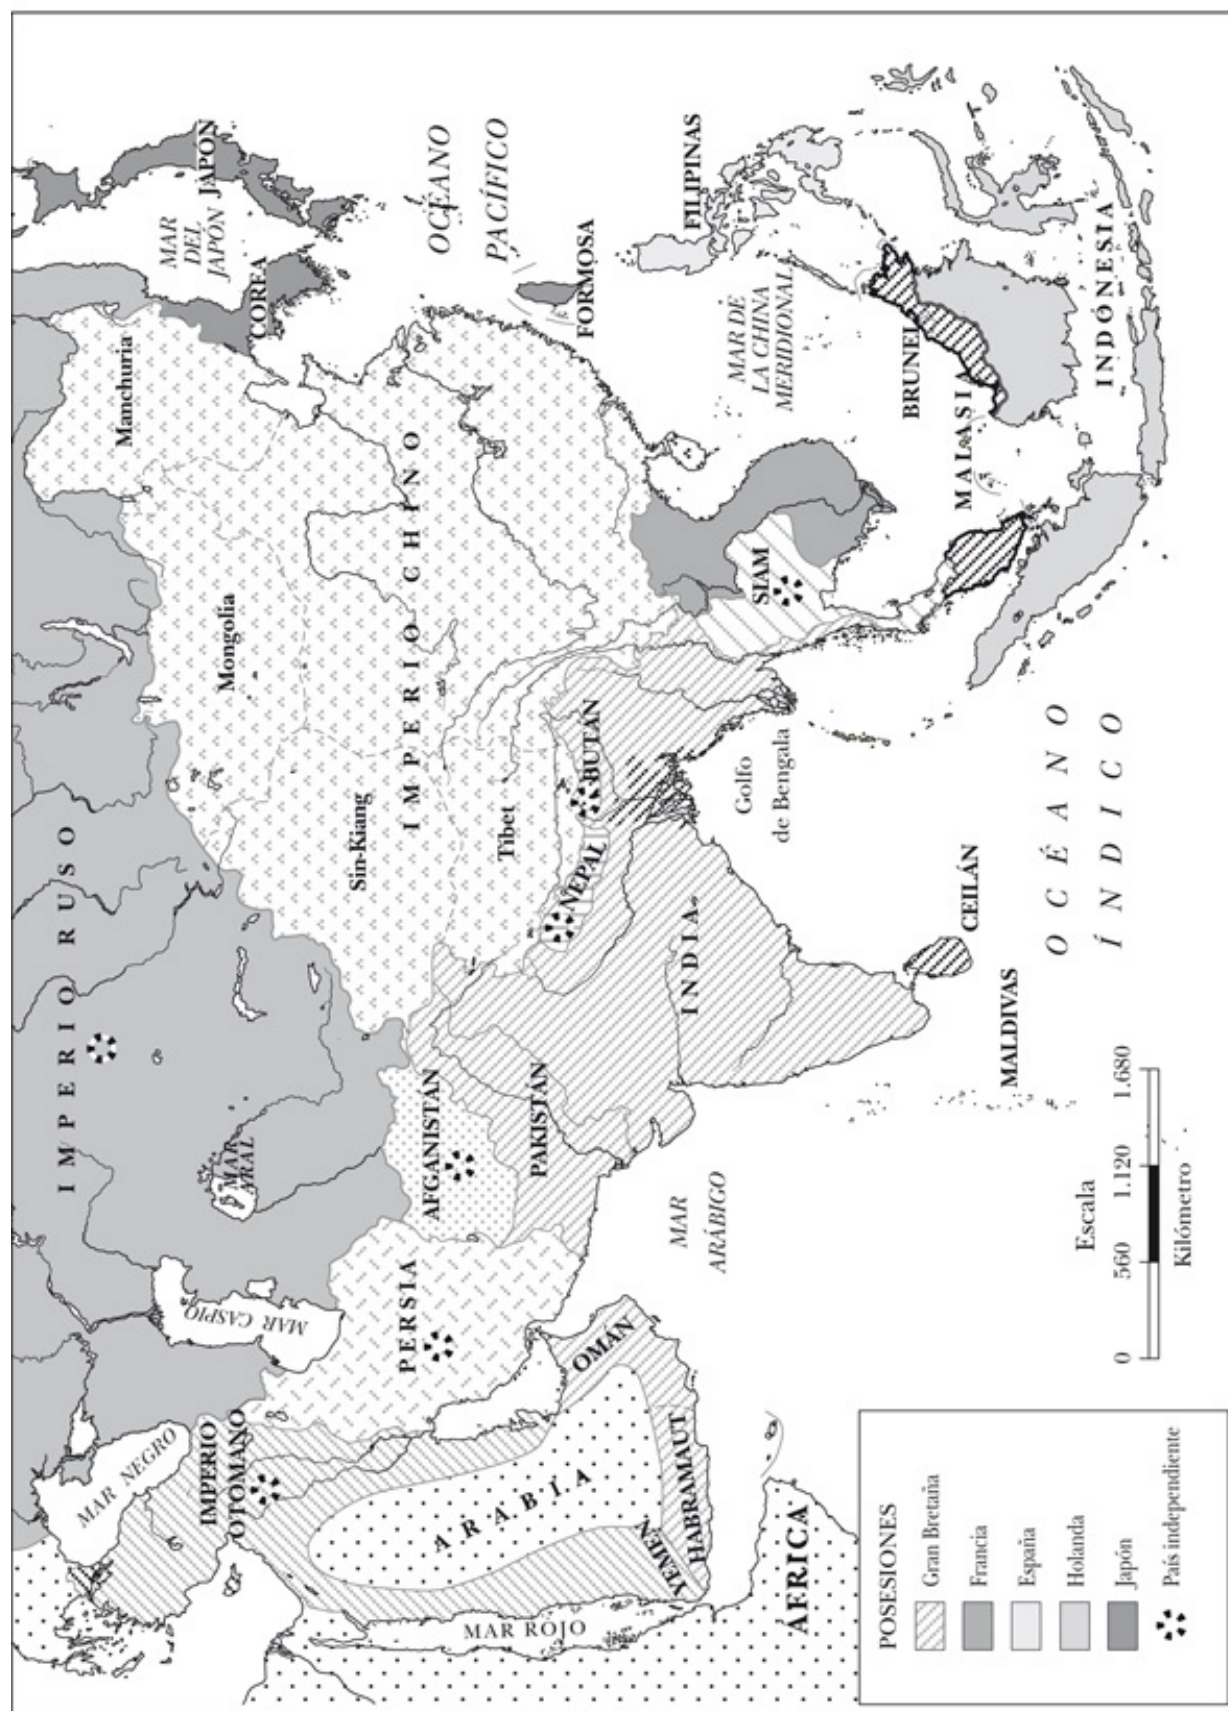 IMPERIO RUSO
MAR
ARAL
MAR CASPIO
MAR NEGRO
IMPERIO
OTOMANO
PERSIA
AFGANISTÁN
PAKISTÁN
ARABIA
OMÁN
YEMEN
HABRAMAUT
MAR ROJO
ÁFRICA
MAR
ARÁBIGO
Manchuria
Mongolia
Sin-Kiang
Tibet
IMPERIO CHINO
NEPAL
BUTÁN
INDIA
Golfo
de Bengala
CEILÁN
MALDIVAS
MAR
DEL
JAPÓN
JAPÓN
COREA
OCÉANO
PACÍFICO
FORMOSA
FILIPINAS
MAR DE
LA CHINA
MERIDIONAL
SIAM
BRUNEI
MALASIA
INDÓNESIA
OCÉANO
ÍNDICO
Escala
0 560 1.120 1.680
Kilómetro
POSESIONES
Gran Bretaña
Francia
España
Holanda
Japón
País independiente